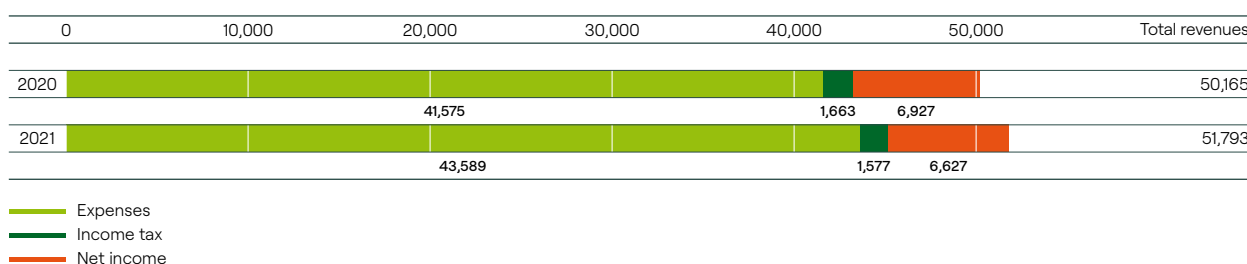 0 10,000 20,000 30,000 40,000 50,000 Total revenues
2020 50,165
41,575 1,663 6,927
2021 51,793
43,589 1,577 6,627
Expenses
Income tax
Net income